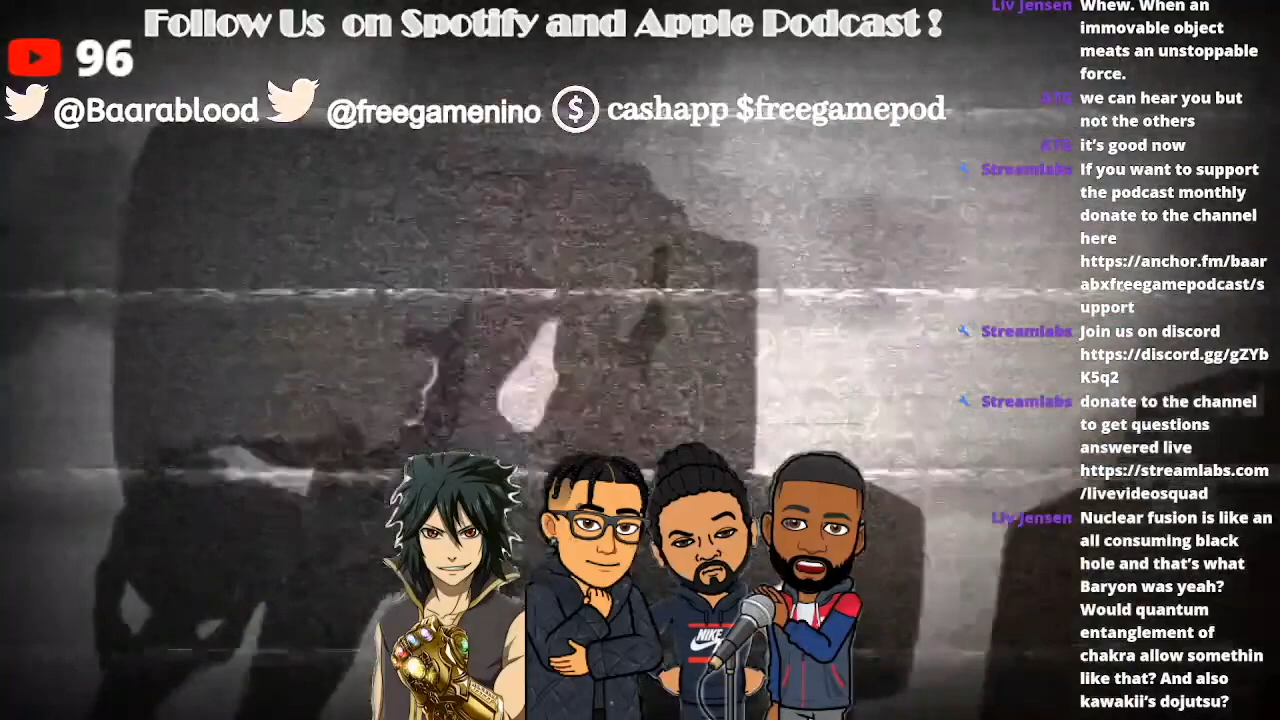 Follow Us on Spotify and Apple Podcast !
96
@Baarablood @freegamenino $ cashapp $freegamepod
Liv Jensen Whew. When an
immovable object
meats an unstoppable
force.
ATG we can hear you but
not the others
ATG it's good now
Streamlabs If you want to support
the podcast monthly
donate to the channel
here
https://anchor.fm/baar
abxfreegamepodcast/s
upport
Streamlabs Join us on discord
https://discord.gg/gZYb
K5q2
Streamlabs donate to the channel
to get questions
answered live
https://streamlabs.com
/livevideosquad
Liv Jensen Nuclear fusion is like an
all consuming black
hole and that's what
Baryon was yeah?
Would quantum
entanglement of
chakra allow somethin
like that? And also
kawakii's dojutsu?
NIKE